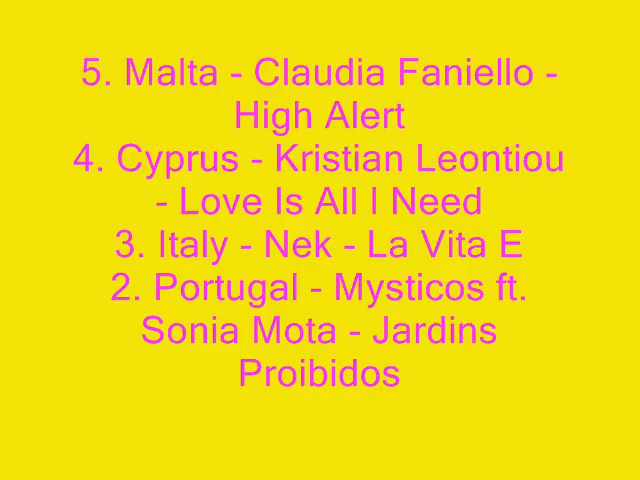 5. Malta - Claudia Faniello -
High Alert
4. Cyprus - Kristian Leontiou
- Love Is All I Need
3. Italy - Nek - La Vita E
2. Portugal - Mysticos ft.
Sonia Mota - Jardins
Proibidos